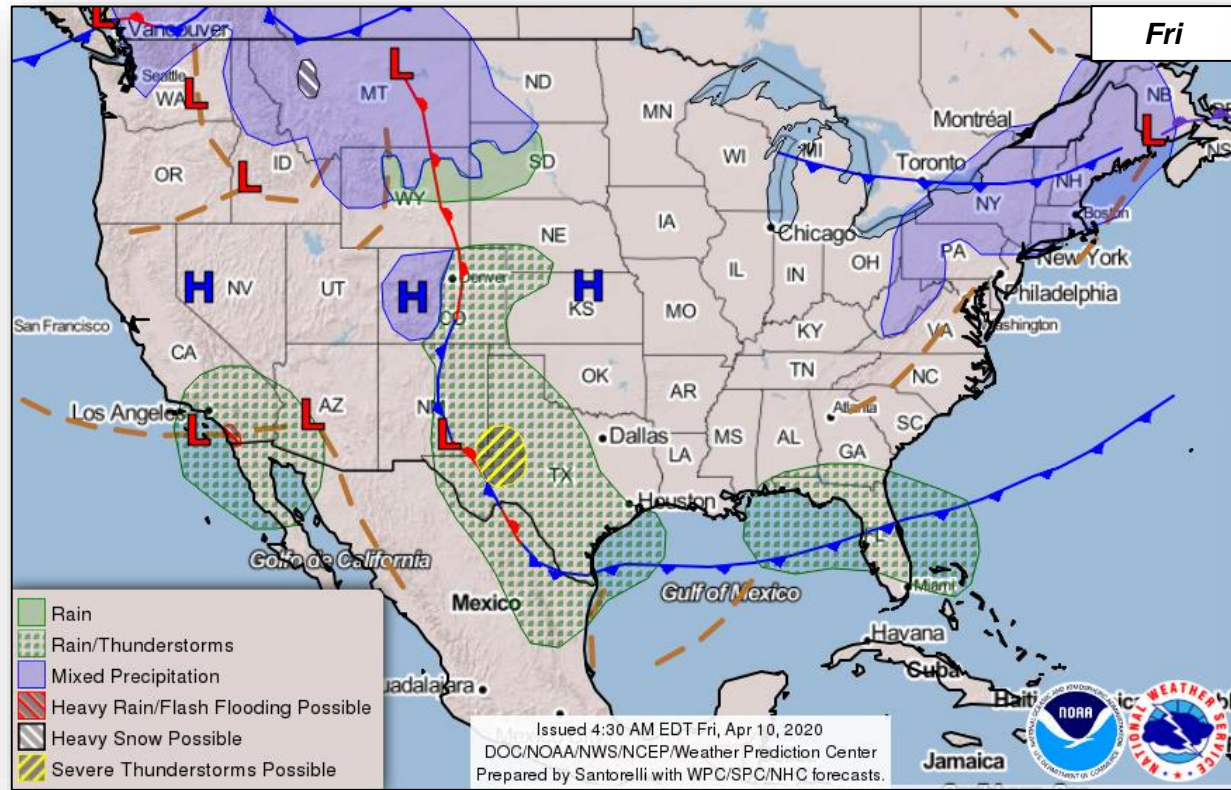 Fri
L
Vancouver
Seattle
WA
L
L
MT
ND
MN
Montréal
NB
L
NS
OR
ID
L
SD
WY
WI
MI
Toronto
NH
NY
Boston
IA
Chicago
NE
H
NV
UT
H
Denver
CO
H
KS
IL
IN
OH
PA
New York
Philadelphia
MO
San Francisco
CA
KY
VA
Washington
OK
TN
NC
AR
Los Angeles
L
L
AZ
NM
L
Dallas
MS
AL
Atlanta
GA
SC
LA
TX
Houston
Golfo de California
FL
Mexico
Gulf of Mexico
Miami
Havana
Cuba
uadalajara
Jamaica
Rain
Rain/Thunderstorms
Mixed Precipitation
Heavy Rain/Flash Flooding Possible
Heavy Snow Possible
Severe Thunderstorms Possible
Issued 4:30 AM EDT Fri, Apr 10, 2020
DOC/NOAA/NWS/NCEP/Weather Prediction Center
Prepared by Santorelli with WPC/SPC/NHC forecasts.
NOAA
NATIONAL WEATHER
SERVICE